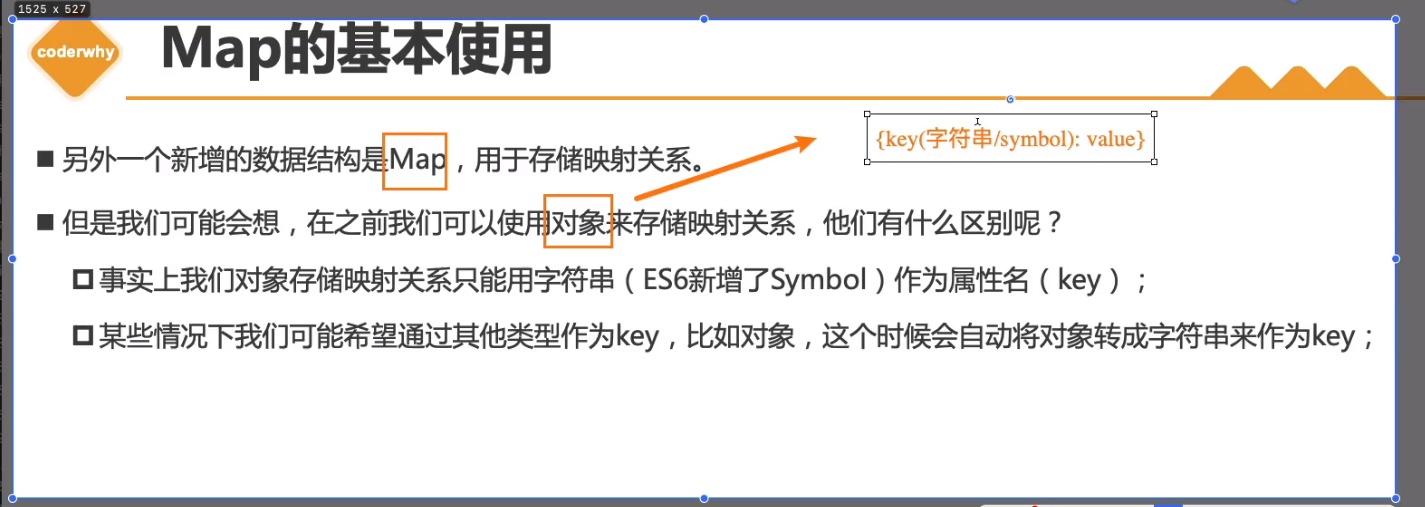 1525 x 527
coderwhy
Map的基本使用
{key(字符串/symbol): value}
■ 另外一个新增的数据结构是Map，用于存储映射关系。
■ 但是我们可能会想，在之前我们可以使用对象来存储映射关系，他们有什么区别呢？
事实上我们对象存储映射关系只能用字符串（ES6新增了Symbol）作为属性名（key）；
某些情况下我们可能希望通过其他类型作为key，比如对象，这个时候会自动将对象转成字符串来作为key；